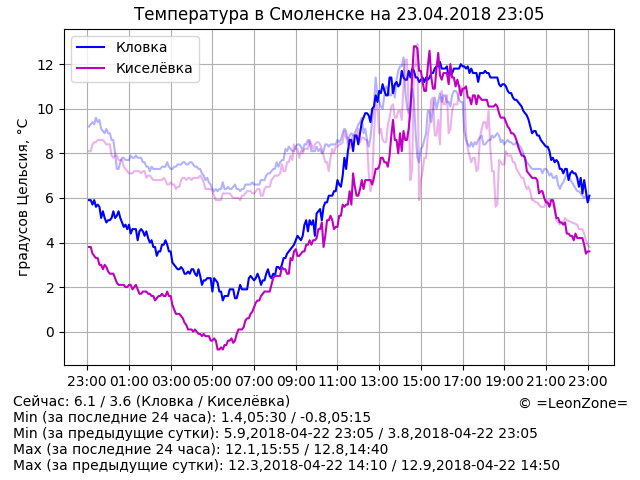 Температура в Смоленске на 23.04.2018 23:05
Кловка
Киселёвка
градусов Цельсия, °C
12
10
8
6
4
2
0
23:00 01:00 03:00 05:00 07:00 09:00 11:00 13:00 15:00 17:00 19:00 21:00 23:00
Сейчас: 6.1 / 3.6 (Кловка / Киселёвка)
© =LeonZone=
Min (за последние 24 часа): 1.4,05:30 / -0.8,05:15
Min (за предыдущие сутки): 5.9,2018-04-22 23:05 / 3.8,2018-04-22 23:05
Max (за последние 24 часа): 12.1,15:55 / 12.8,14:40
Max (за предыдущие сутки): 12.3,2018-04-22 14:10 / 12.9,2018-04-22 14:50